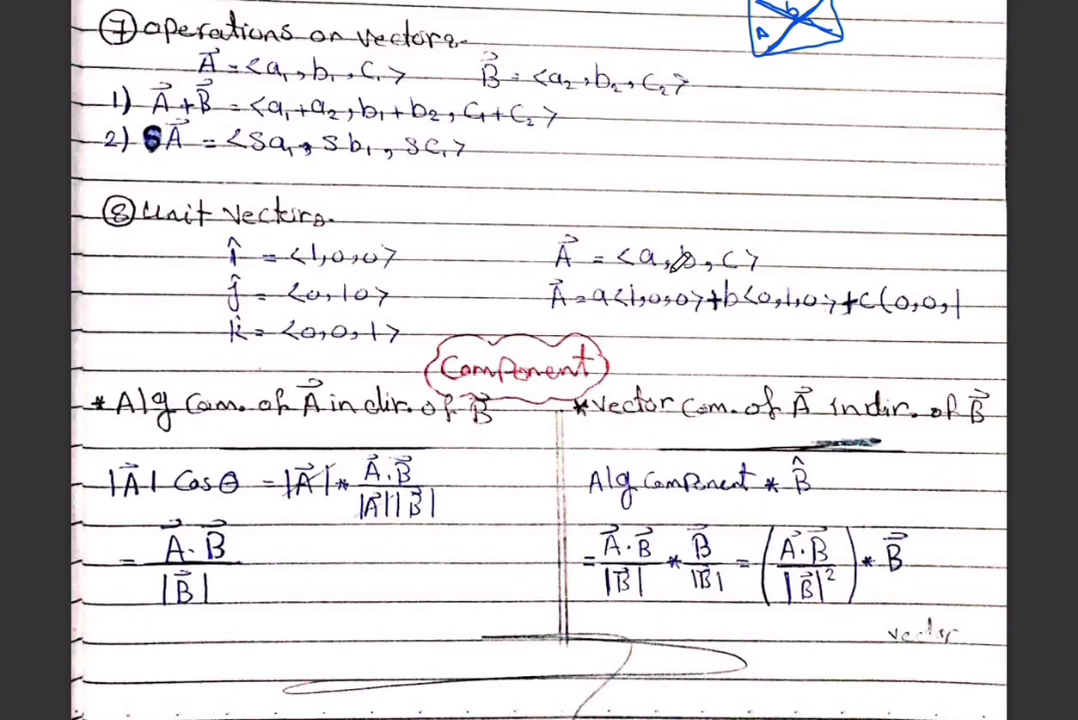 b
A
⑦ operations on vectors.
A⃗ = <a₁, b₁, c₁> B⃗ = <a₂, b₂, c₂>
1) A⃗ + B⃗ = <a₁+a₂, b₁+b₂, c₁+c₂>
2) SA⃗ = <sa₁, sb₁, sc₁>
⑧ Unit vectors.
î = <1,0,0> A⃗ = <a, b, c>
ĵ = <0,1,0> A⃗ = a<1,0,0>+b<0,1,0>+c(0,0,1
k̂ = <0,0,1>
Component
*Alg Com. of A⃗ in dir. of B⃗
|A⃗| Cosθ = |A⃗| * A⃗.B⃗ / |A⃗||B⃗|
= A⃗.B⃗ / |B⃗|
*Vector com. of A⃗ in dir. of B⃗
Alg Component * B̂
= A⃗.B⃗ / |B⃗| * B⃗ / |B⃗| = (A⃗.B⃗ / |B⃗|²) * B⃗
vector